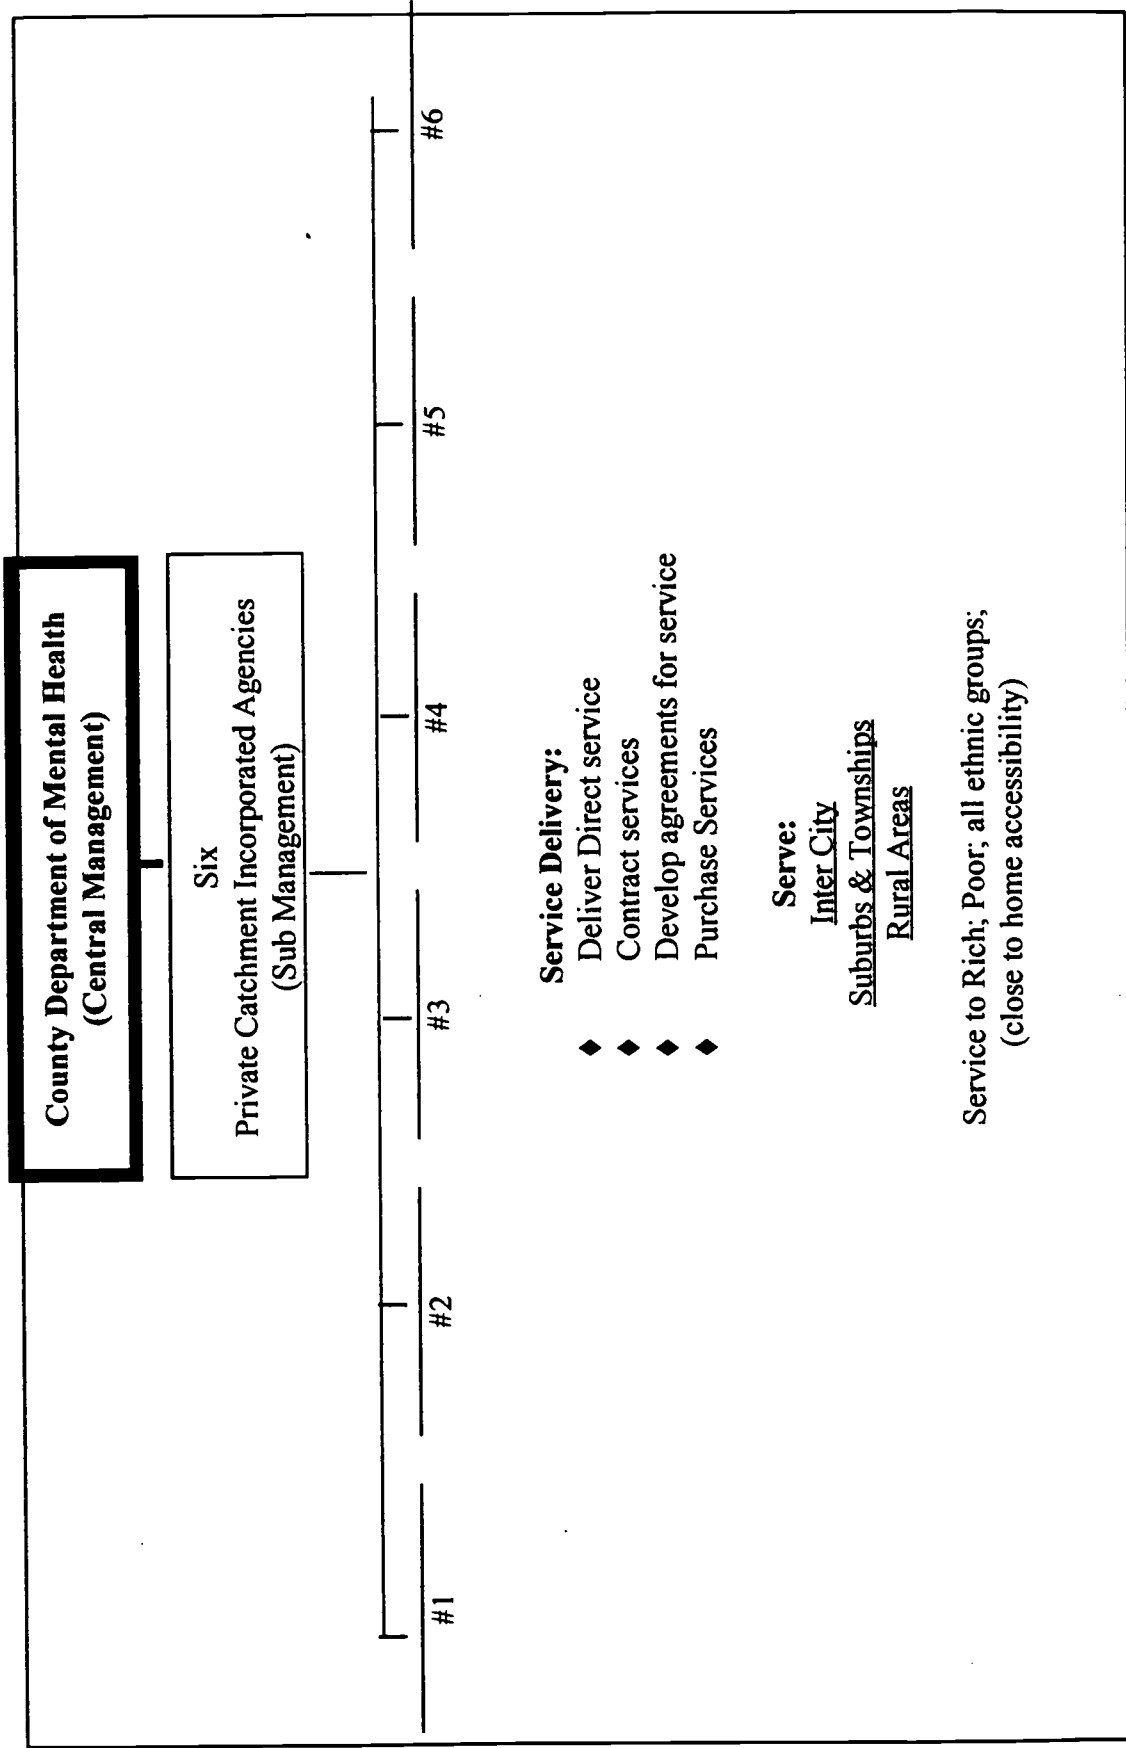 County Department of Mental Health
(Central Management)
Six
Private Catchment Incorporated Agencies
(Sub Management)
#1 #2 #3 #4 #5 #6
Service Delivery:
♦ Deliver Direct service
♦ Contract services
♦ Develop agreements for service
♦ Purchase Services
Serve:
Inter City
Suburbs & Townships
Rural Areas
Service to Rich; Poor; all ethnic groups;
(close to home accessibility)